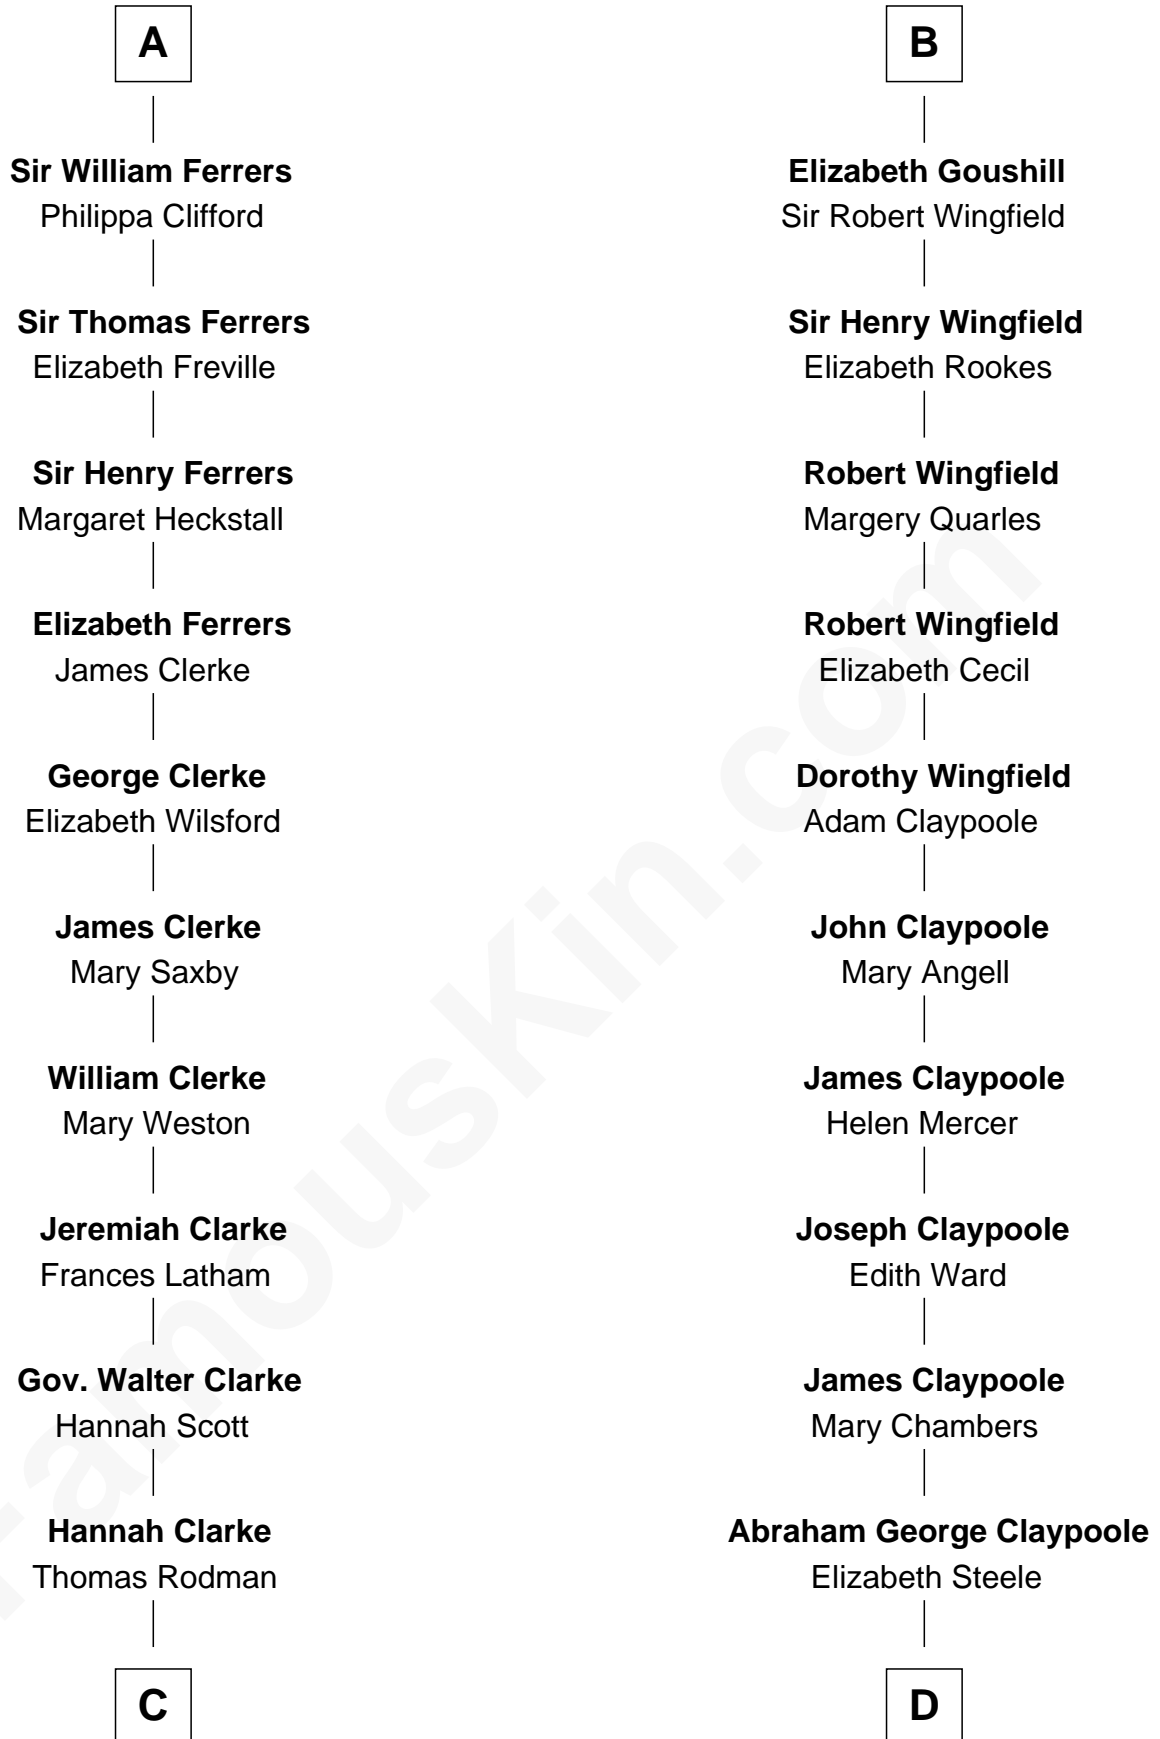 A
Sir William Ferrers
Philippa Clifford
Sir Thomas Ferrers
Elizabeth Freville
Sir Henry Ferrers
Margaret Heckstall
Elizabeth Ferrers
James Clerke
George Clerke
Elizabeth Wilsford
James Clerke
Mary Saxby
William Clerke
Mary Weston
Jeremiah Clarke
Frances Latham
Gov. Walter Clarke
Hannah Scott
Hannah Clarke
Thomas Rodman
C
B
Elizabeth Goushill
Sir Robert Wingfield
Sir Henry Wingfield
Elizabeth Rookes
Robert Wingfield
Margery Quarles
Robert Wingfield
Elizabeth Cecil
Dorothy Wingfield
Adam Claypoole
John Claypoole
Mary Angell
James Claypoole
Helen Mercer
Joseph Claypoole
Edith Ward
James Claypoole
Mary Chambers
Abraham George Claypoole
Elizabeth Steele
D
FamousKin.com